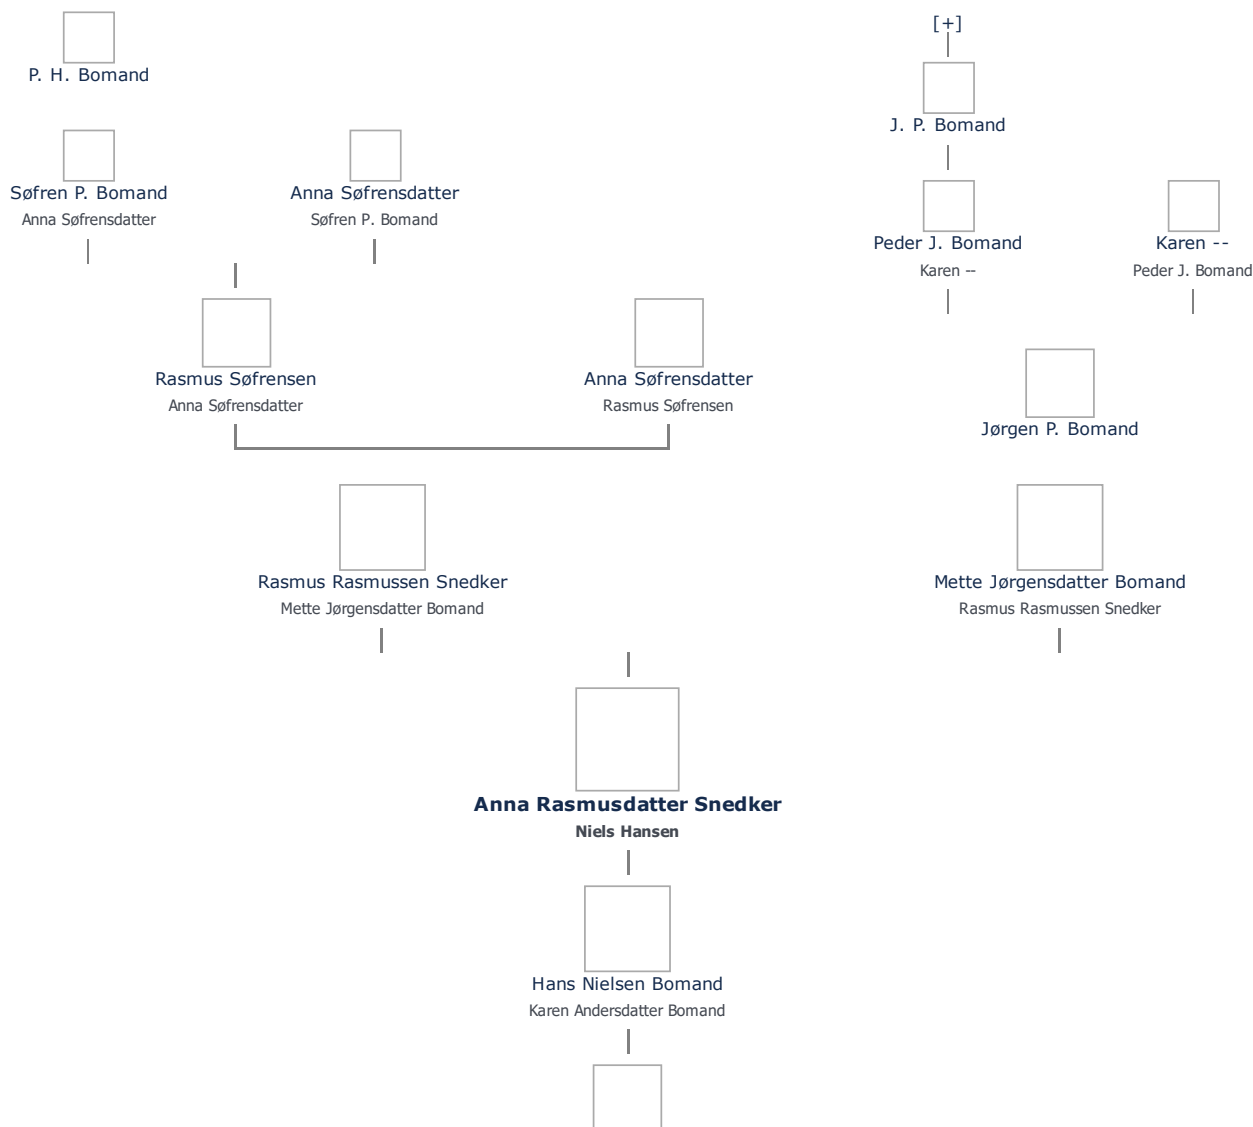 [+]
P. H. Bomand
J. P. Bomand
Søfren P. Bomand
Anna Søfrensdatter
Anna Søfrensdatter
Søfren P. Bomand
Peder J. Bomand
Karen --
Karen --
Peder J. Bomand
Rasmus Søfrensen
Anna Søfrensdatter
Anna Søfrensdatter
Rasmus Søfrensen
Jørgen P. Bomand
Rasmus Rasmussen Snedker
Mette Jørgensdatter Bomand
Mette Jørgensdatter Bomand
Rasmus Rasmussen Snedker
Anna Rasmusdatter Snedker
Niels Hansen
Hans Nielsen Bomand
Karen Andersdatter Bomand